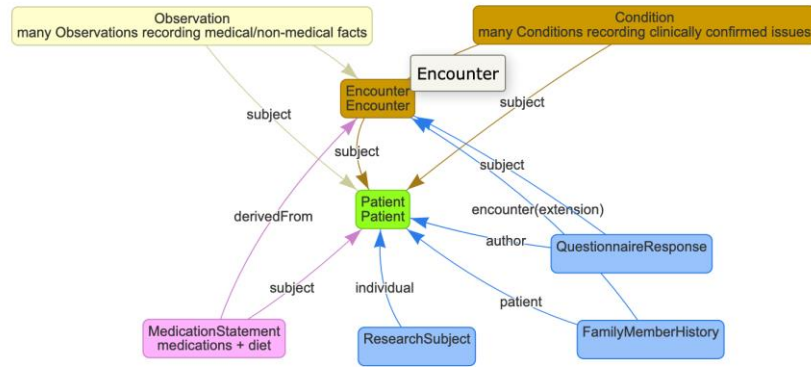 Observation
many Observations recording medical/non-medical facts
Condition
many Conditions recording clinically confirmed issues
Encounter
Encounter
Encounter
subject
subject
subject
subject
derivedFrom
encounter(extension)
Patient
Patient
author
QuestionnaireResponse
subject
individual
patient
MedicationStatement
medications + diet
ResearchSubject
FamilyMemberHistory